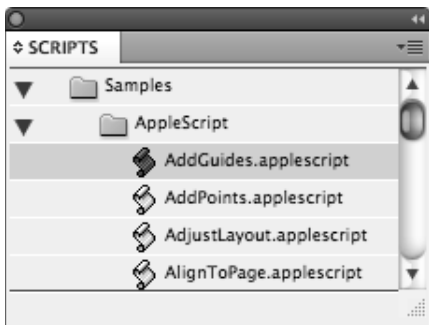 SCRIPTS
Samples
AppleScript
AddGuides.applescript
AddPoints.applescript
AdjustLayout.applescript
AlignToPage.applescript